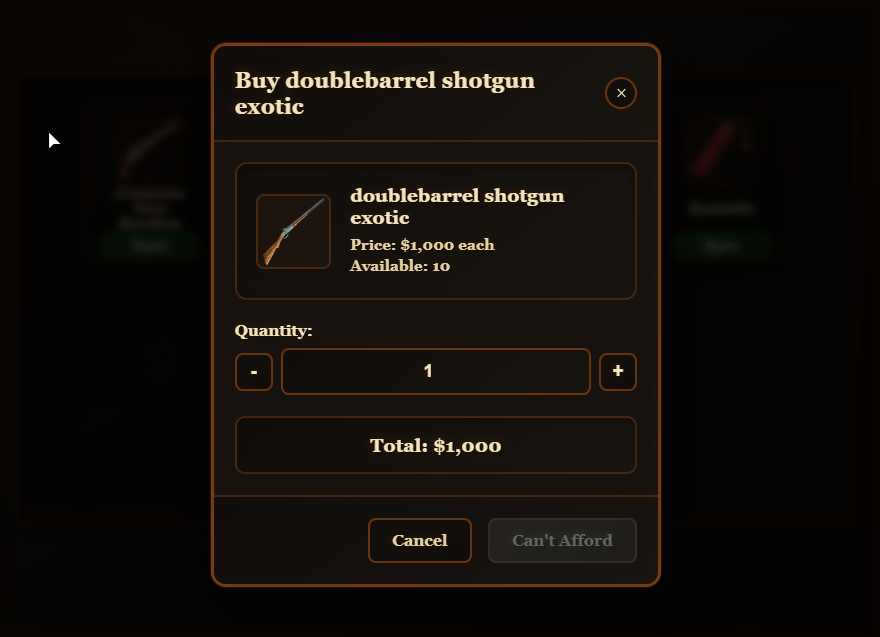 Buy doublebarrel shotgun
exotic
×
doublebarrel shotgun
exotic
Price: $1,000 each
Available: 10
Quantity:
-
1
+
Total: $1,000
Cancel
Can't Afford